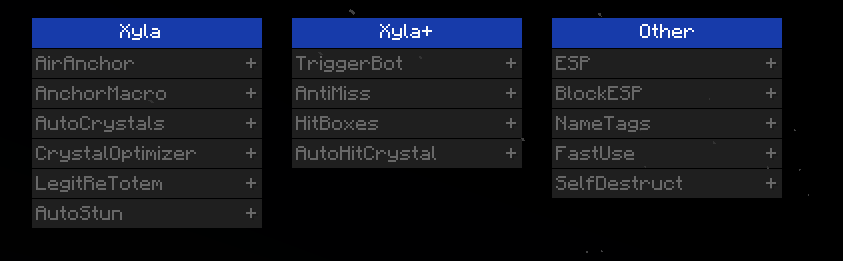 Xyla
AirAnchor +
AnchorMacro +
AutoCrystals +
CrystalOptimizer +
LegitReTotem +
AutoStun +
Xyla+
TriggerBot +
AntiMiss +
HitBoxes +
AutoHitCrystal +
Other
ESP +
BlockESP +
NameTags +
FastUse +
SelfDestruct +